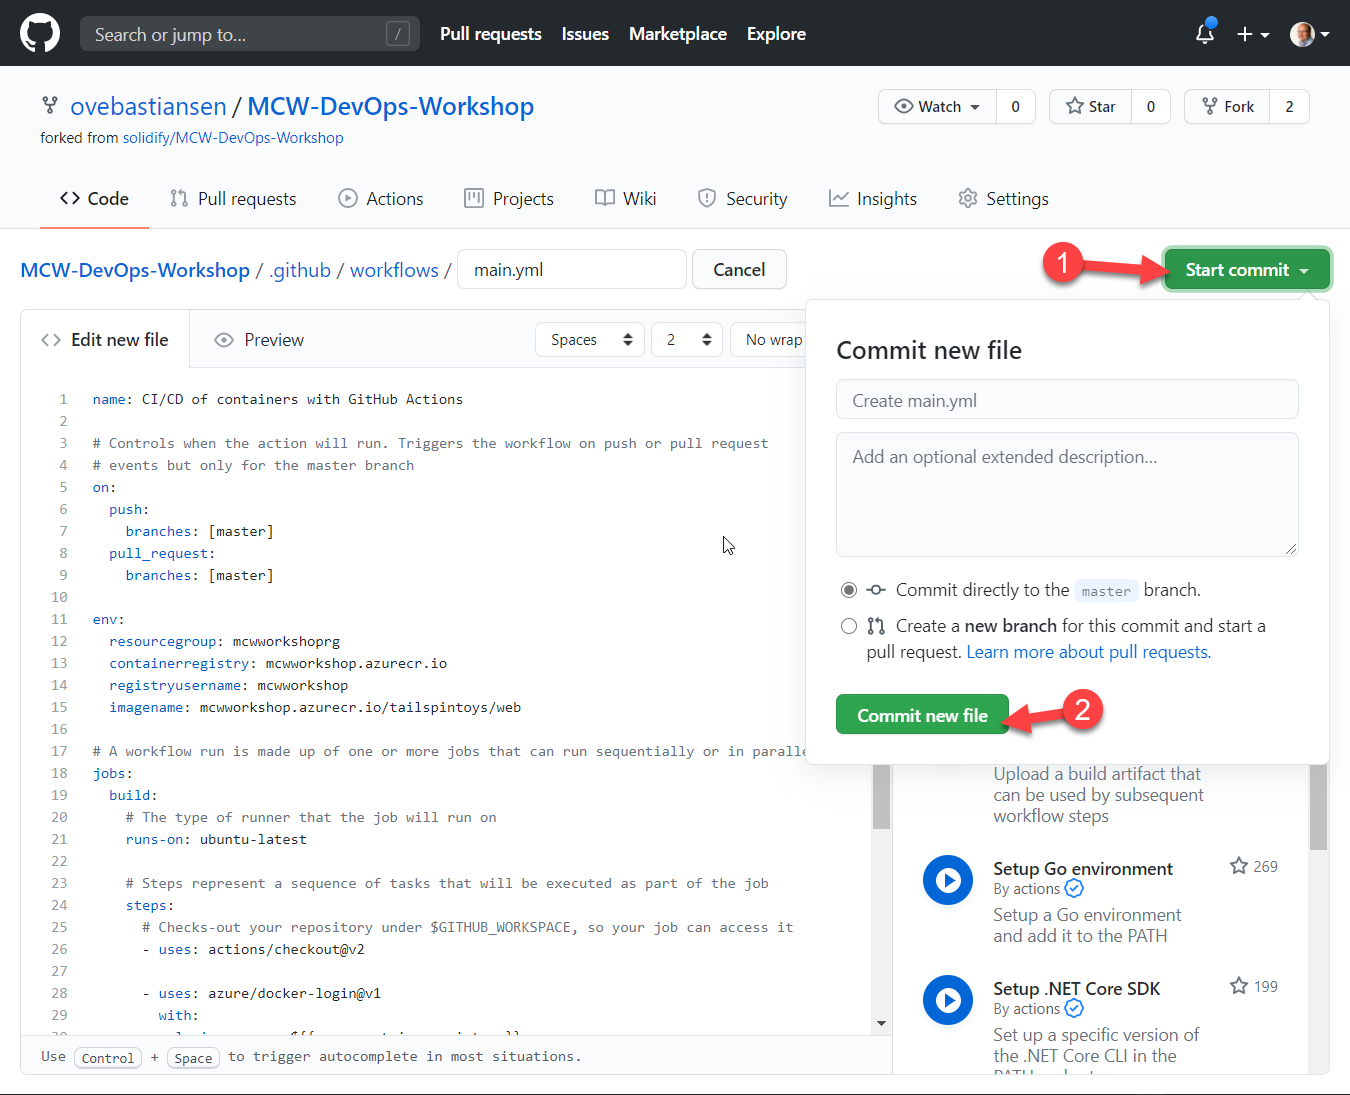 Search or jump to...
/
Pull requests
Issues
Marketplace
Explore
ovebastiansen / MCW-DevOps-Workshop
forked from solidify/MCW-DevOps-Workshop
Watch
0
Star
0
Fork
2
Code
Pull requests
Actions
Projects
Wiki
Security
Insights
Settings
MCW-DevOps-Workshop / .github / workflows / main.yml
Cancel
1
Start commit
Edit new file
Preview
Spaces
2
No wrap
1 name: CI/CD of containers with GitHub Actions
2
3 # Controls when the action will run. Triggers the workflow on push or pull request
4 # events but only for the master branch
5 on:
6 push:
7 branches: [master]
8 pull_request:
9 branches: [master]
10
11 env:
12 resourcegroup: mcwworkshoprg
13 containerregistry: mcwworkshop.azurecr.io
14 registryusername: mcwworkshop
15 imagename: mcwworkshop.azurecr.io/tailspintoys/web
16
17 # A workflow run is made up of one or more jobs that can run sequentially or in paralle
18 jobs:
19 build:
20 # The type of runner that the job will run on
21 runs-on: ubuntu-latest
22
23 # Steps represent a sequence of tasks that will be executed as part of the job
24 steps:
25 # Checks-out your repository under $GITHUB_WORKSPACE, so your job can access it
26 - uses: actions/checkout@v2
27
28 - uses: azure/docker-login@v1
29 with:
Use Control + Space to trigger autocomplete in most situations.
Commit new file
Create main.yml
Add an optional extended description...
Commit directly to the master branch.
Create a new branch for this commit and start a
pull request. Learn more about pull requests.
Commit new file
2
Upload a build artifact that
can be used by subsequent
workflow steps
Setup Go environment
269
By actions
Setup a Go environment
and add it to the PATH
Setup .NET Core SDK
199
By actions
Set up a specific version of
the .NET Core CLI in the